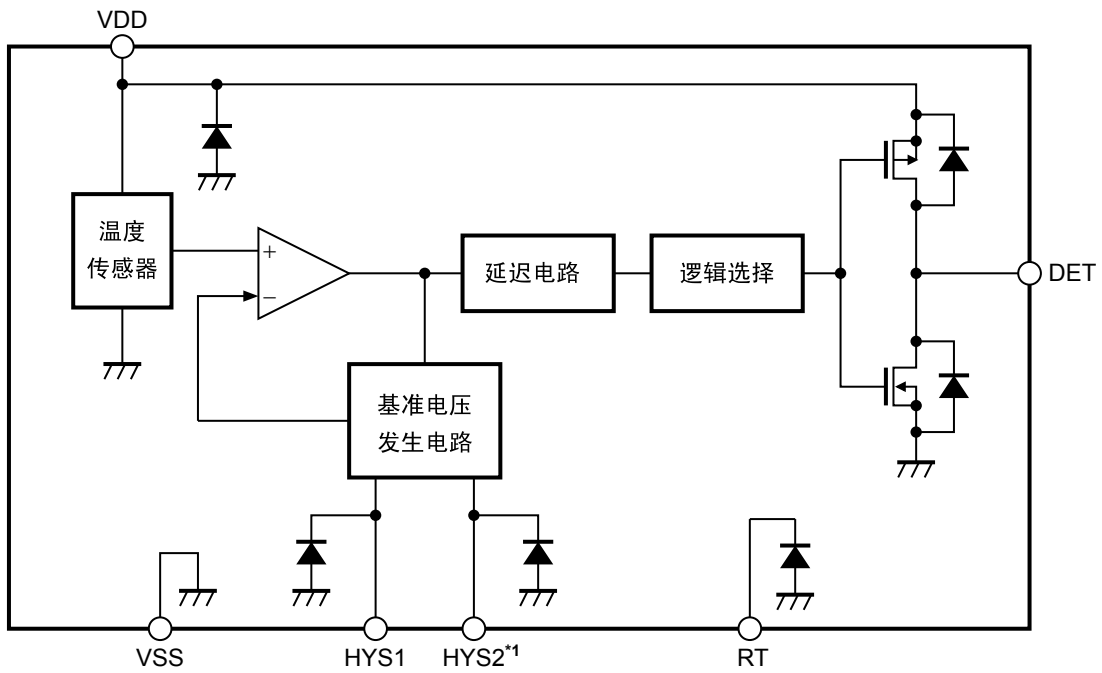 VDD
温度
传感器
+
−
延迟电路
逻辑选择
DET
基准电压
发生电路
VSS
HYS1
HYS2*1
RT